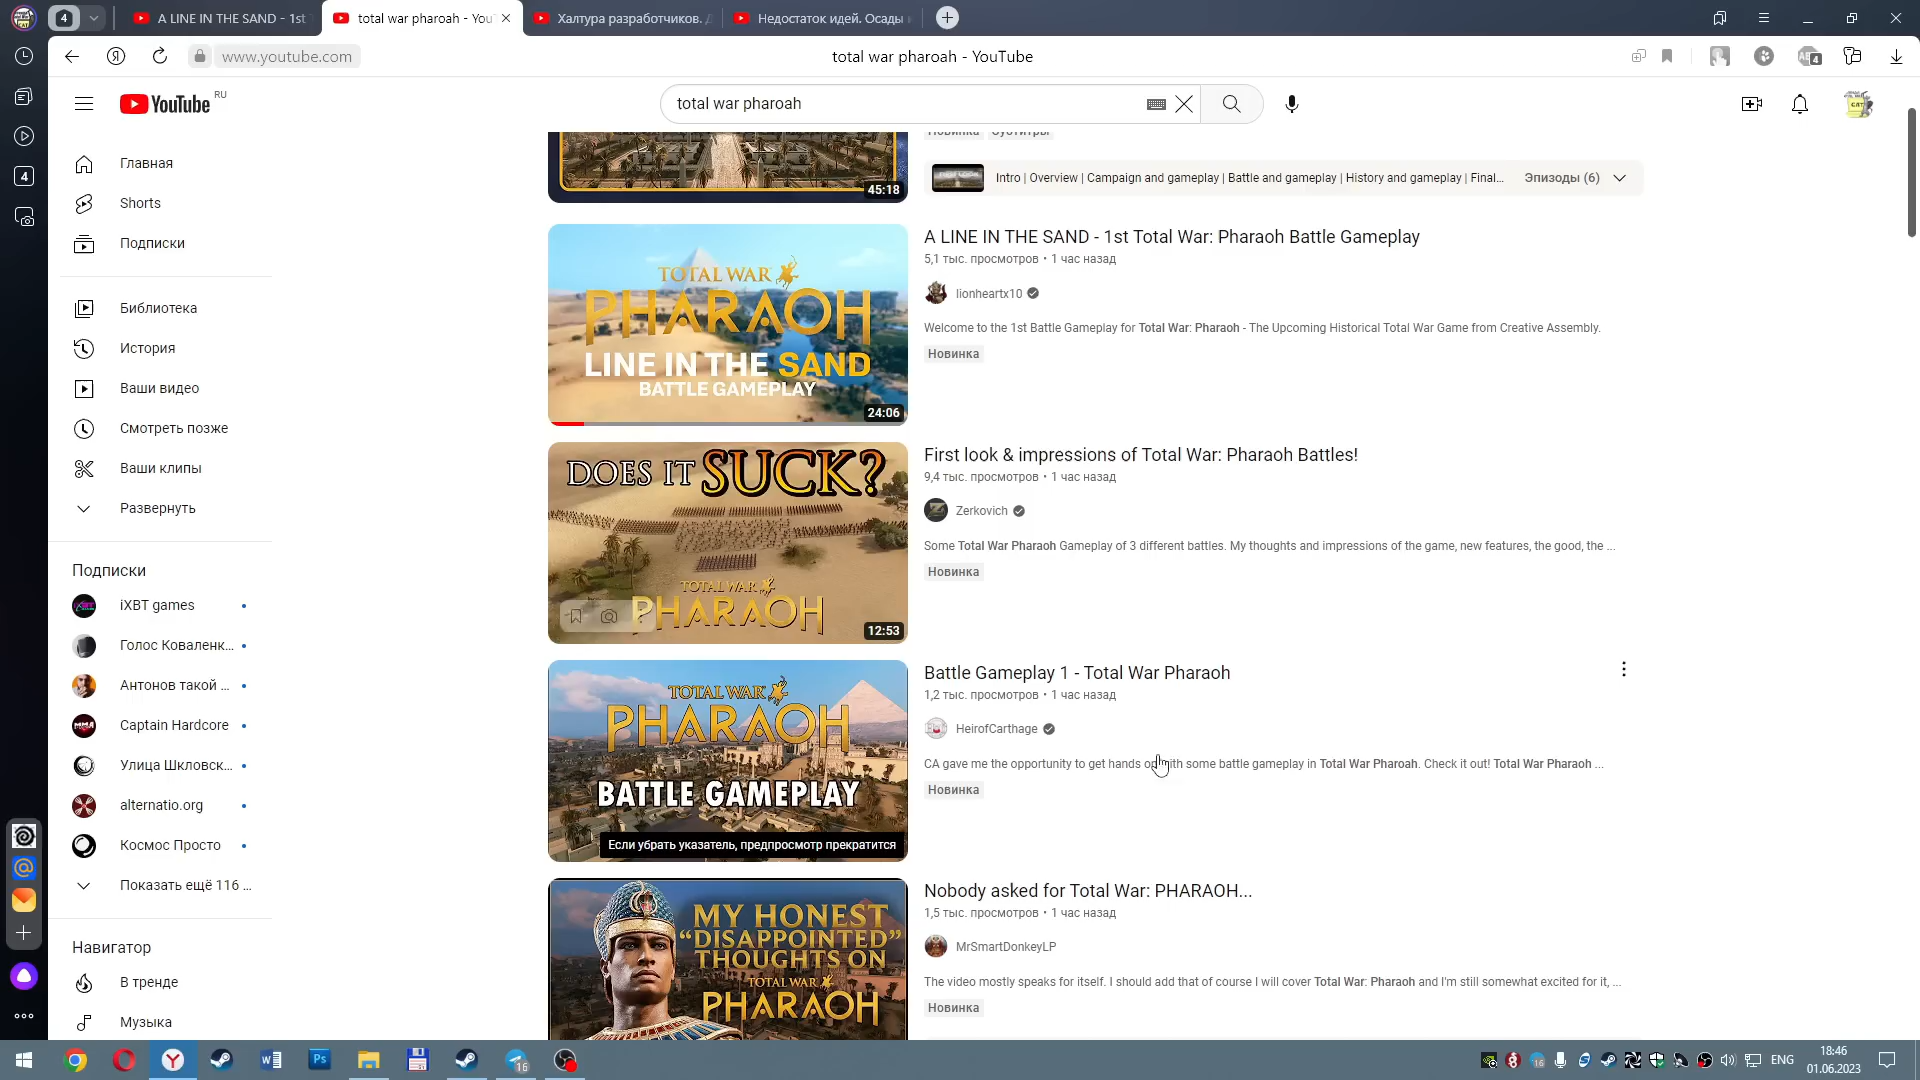 4
A LINE IN THE SAND - 1st
total war pharoah - You
Халтура разработчиков.
Недостаток идей. Осады
www.youtube.com
total war pharoah - YouTube
4
YouTube
RU
total war pharoah
4
Главная
Shorts
Подписки
Библиотека
История
Ваши видео
Смотреть позже
Ваши клипы
Развернуть
Подписки
iXBT games
Голос Коваленк...
Антонов такой ...
Captain Hardcore
Улица Шкловск...
alternatio.org
Космос Просто
Показать ещё 116 ...
Навигатор
В тренде
Музыка
45:18
Новинка Субтитры
Intro | Overview | Campaign and gameplay | Battle and gameplay | History and gameplay | Final...
Эпизоды (6)
TOTAL WAR
PHARAOH
LINE IN THE SAND
BATTLE GAMEPLAY
24:06
A LINE IN THE SAND - 1st Total War: Pharaoh Battle Gameplay
5,1 тыс. просмотров • 1 час назад
lionheartx10
Welcome to the 1st Battle Gameplay for Total War: Pharaoh - The Upcoming Historical Total War Game from Creative Assembly.
Новинка
DOES IT SUCK?
TOTAL WAR
PHARAOH
12:53
First look & impressions of Total War: Pharaoh Battles!
9,4 тыс. просмотров • 1 час назад
Zerkovich
Some Total War Pharaoh Gameplay of 3 different battles. My thoughts and impressions of the game, new features, the good, the ...
Новинка
TOTAL WAR
PHARAOH
BATTLE GAMEPLAY
Если убрать указатель, предпросмотр прекратится
Battle Gameplay 1 - Total War Pharaoh
1,2 тыс. просмотров • 1 час назад
HeirofCarthage
CA gave me the opportunity to get hands on with some battle gameplay in Total War Pharaoh. Check it out! Total War Pharaoh ...
Новинка
MY HONEST
“DISAPPOINTED”
THOUGHTS ON
TOTAL WAR
PHARAOH
Nobody asked for Total War: PHARAOH...
1,5 тыс. просмотров • 1 час назад
MrSmartDonkeyLP
The video mostly speaks for itself. I should add that of course I will cover Total War: Pharaoh and I'm still somewhat excited for it, ...
Новинка
Ps
16
16
ENG
18:46
01.06.2023